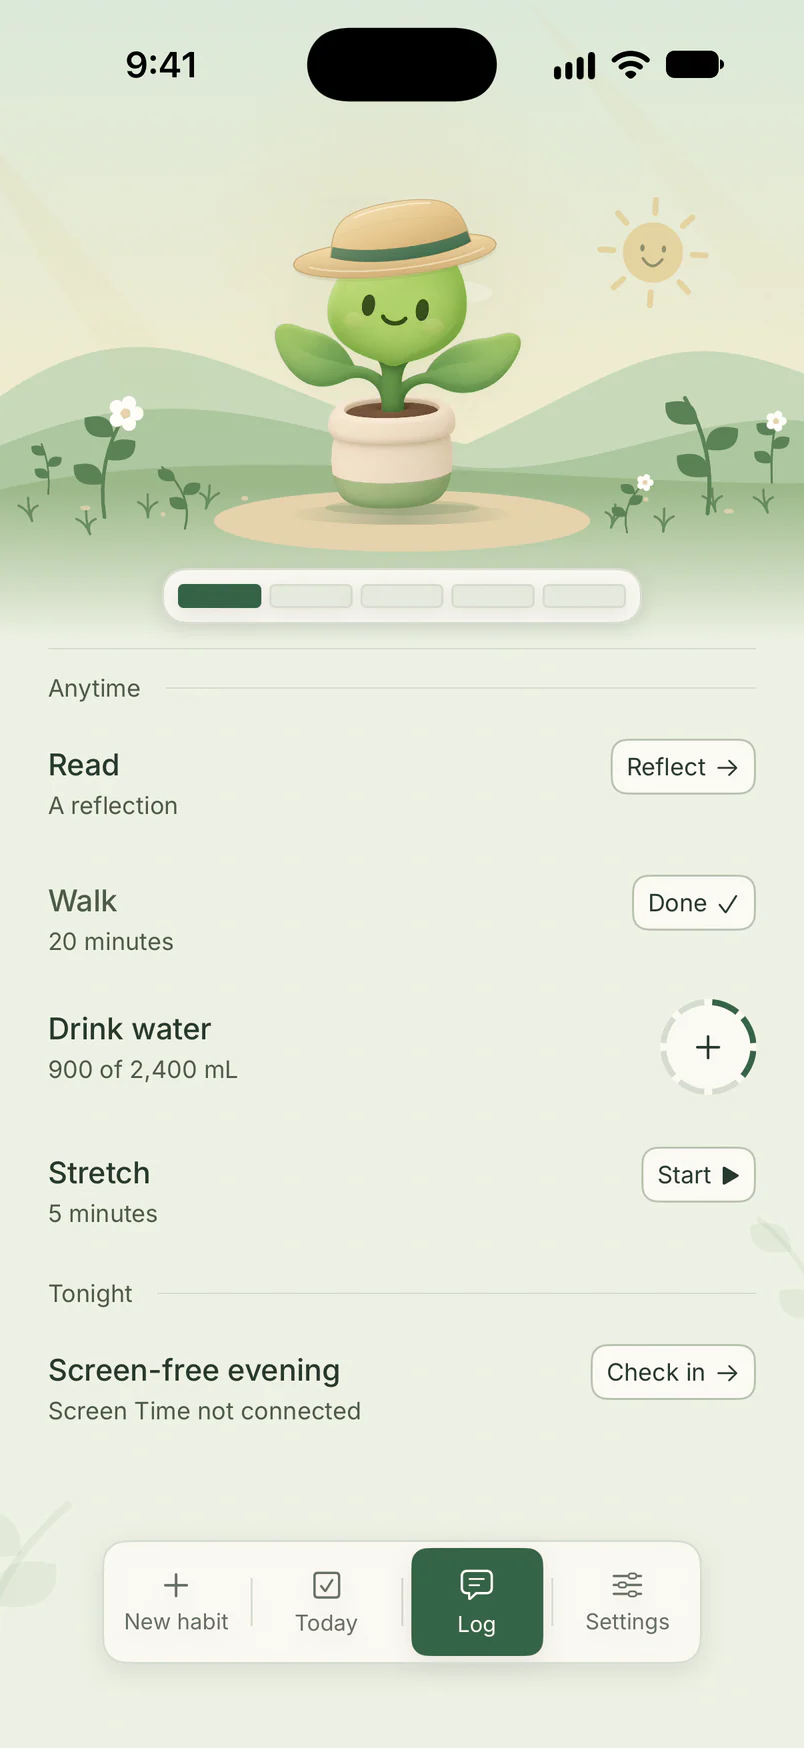 9:41
Anytime
Read
Reflect →
A reflection
Walk
Done ✓
20 minutes
Drink water
900 of 2,400 mL
Stretch
Start ▶
5 minutes
Tonight
Screen-free evening
Check in →
Screen Time not connected
New habit
Today
Log
Settings